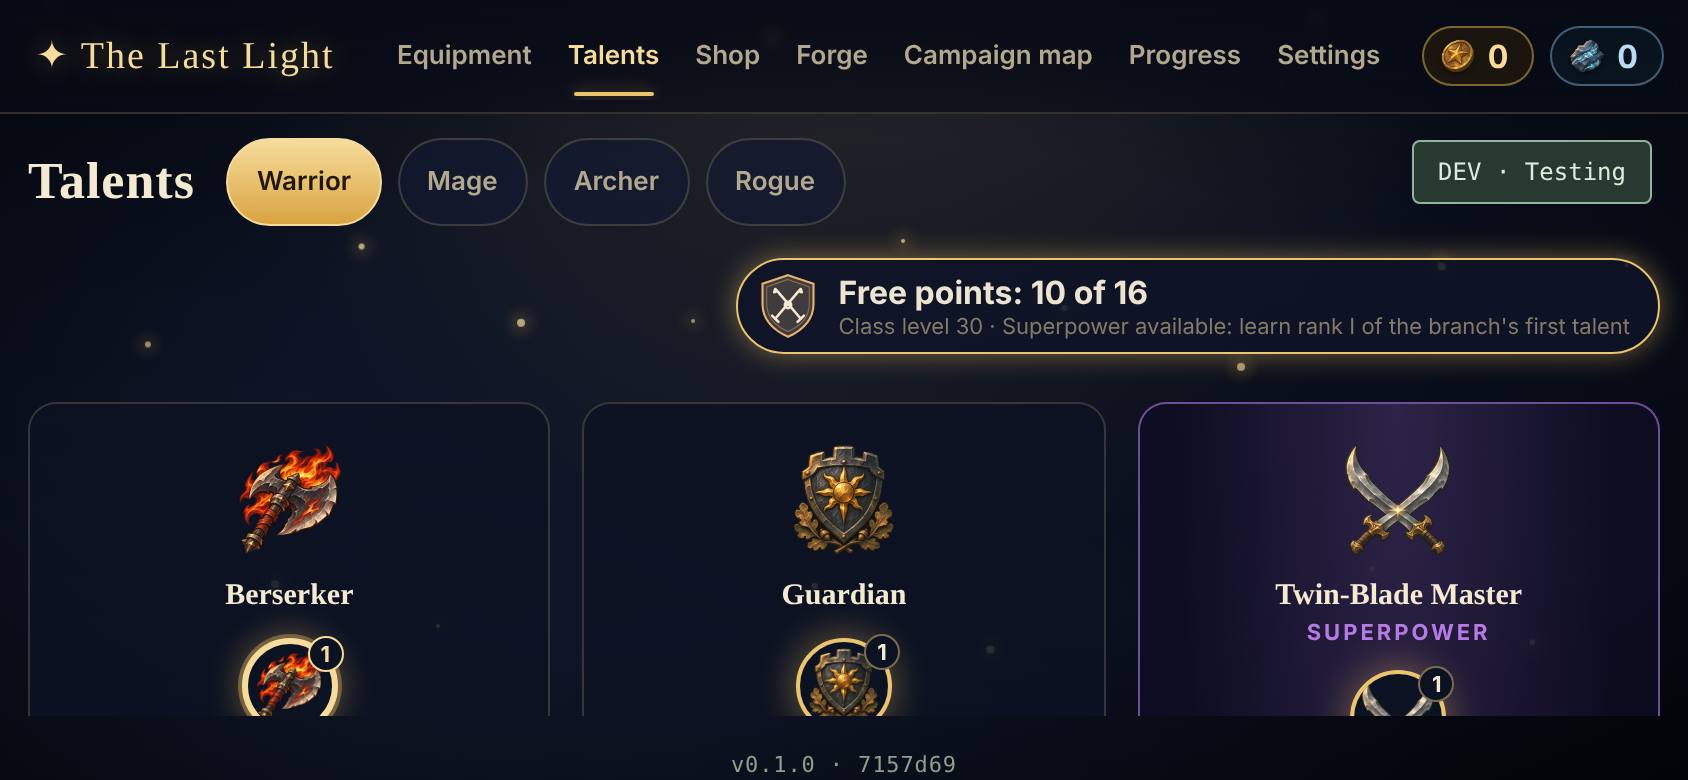 ✦ The Last Light Equipment Talents Shop Forge Campaign map Progress Settings 0 0
Talents Warrior Mage Archer Rogue DEV · Testing
Free points: 10 of 16
Class level 30 · Superpower available: learn rank I of the branch's first talent
Berserker Guardian Twin-Blade Master
SUPERPOWER
1 1 1
v0.1.0 · 7157d69